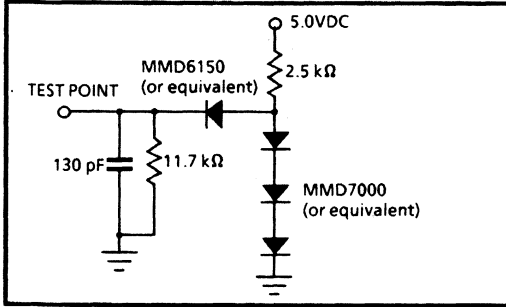 5.0VDC
MMD6150
(or equivalent)
2.5 kΩ
TEST POINT
130 pF
11.7 kΩ
MMD7000
(or equivalent)